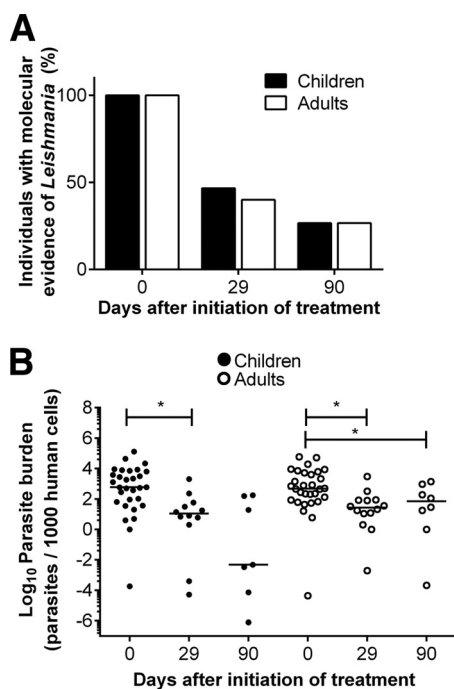 A
Individuals with molecular
evidence of Leishmania (%)
Children
Adults
100
50
0
0 29 90
Days after initiation of treatment
B
Children
Adults
Log10 Parasite burden
(parasites / 1000 human cells)
* * *
8
6
4
2
0
-2
-4
-6
0 29 90 0 29 90
Days after initiation of treatment